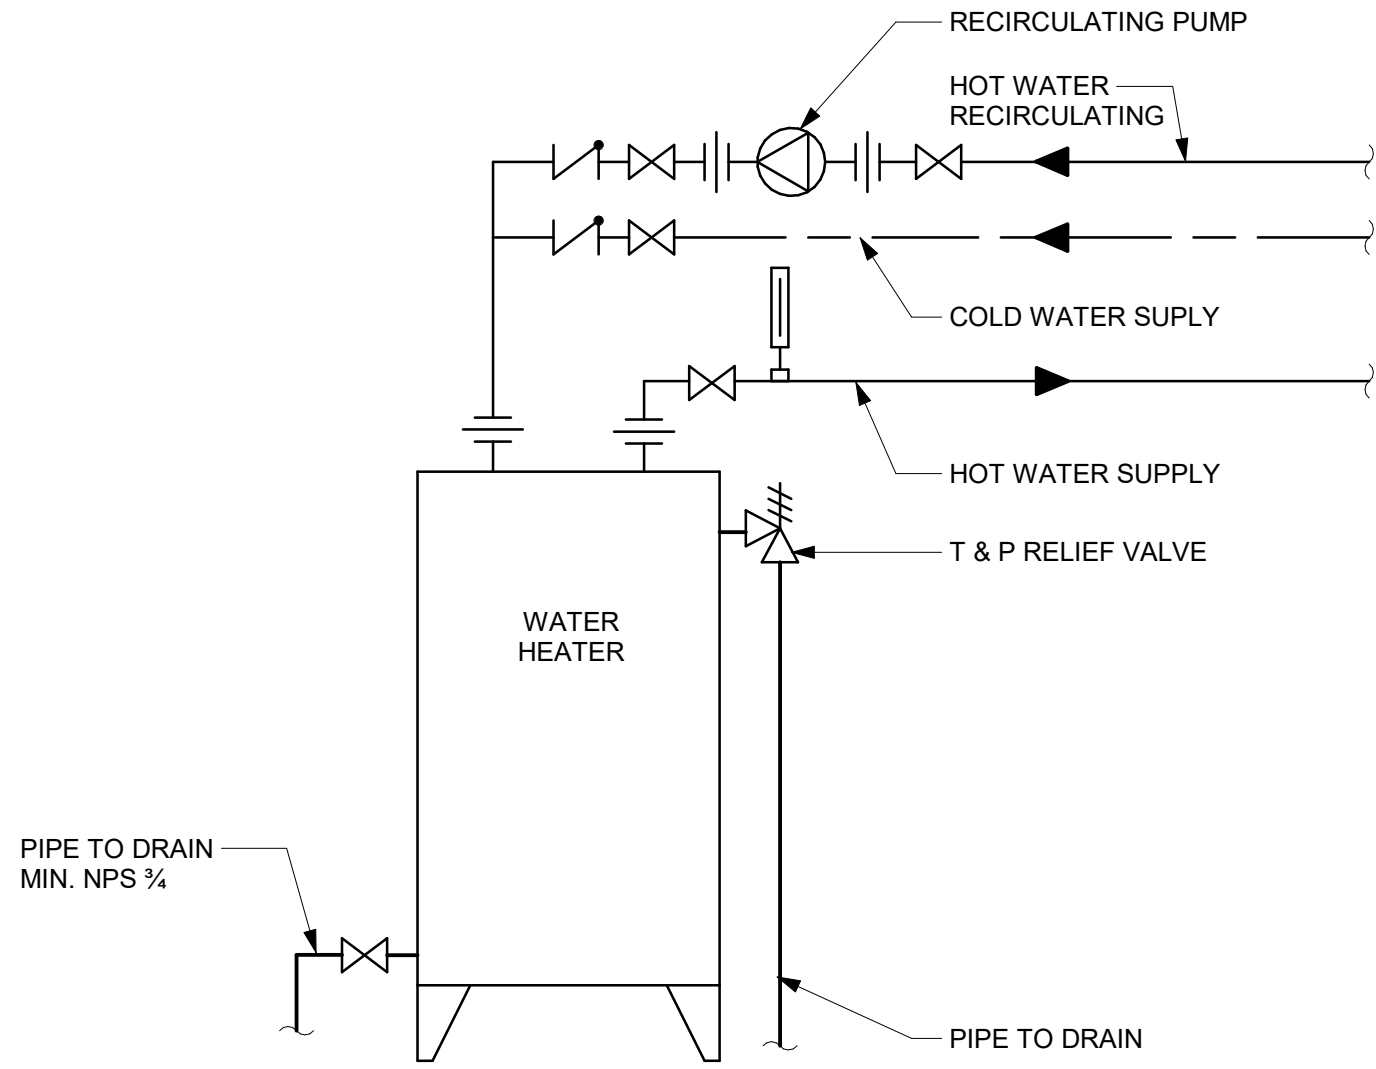 RECIRCULATING PUMP
HOT WATER
RECIRCULATING
COLD WATER SUPLY
HOT WATER SUPPLY
T & P RELIEF VALVE
WATER
HEATER
PIPE TO DRAIN
MIN. NPS ¾
PIPE TO DRAIN